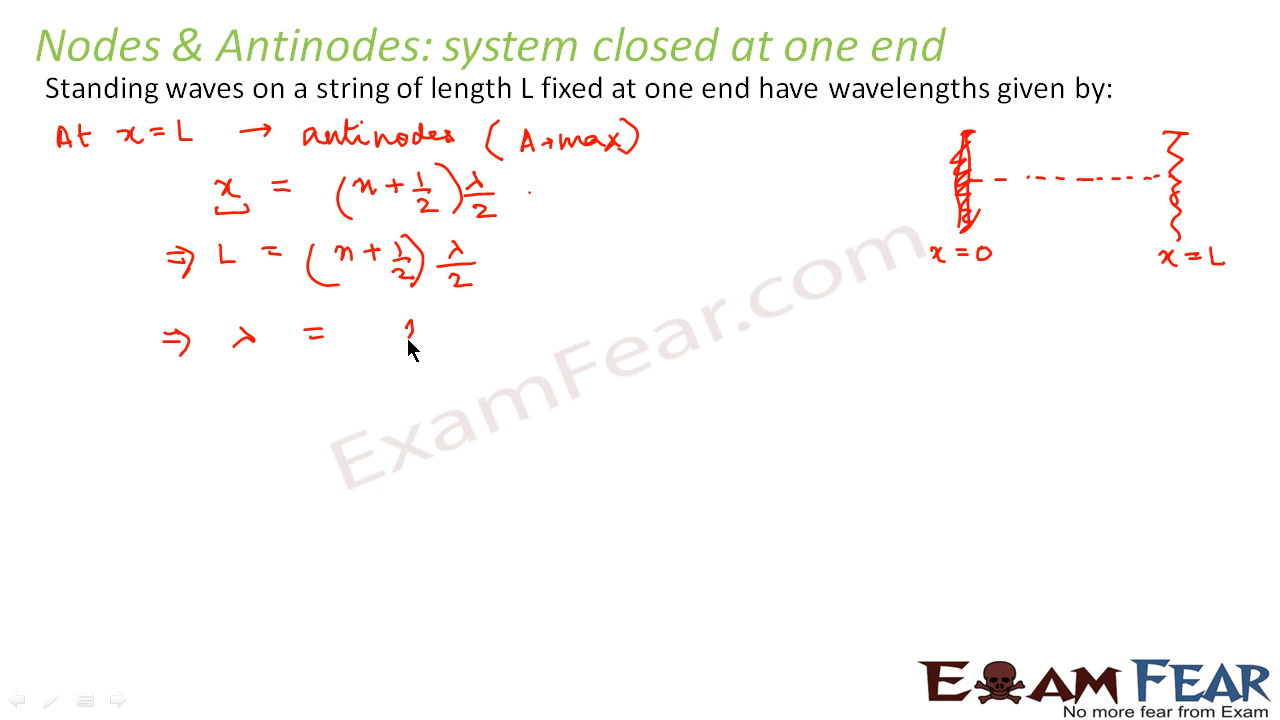 Nodes & Antinodes: system closed at one end
Standing waves on a string of length L fixed at one end have wavelengths given by:
At x = L → antinodes (A→max)
x = (n + 1/2) λ/2
⇒ L = (n + 1/2) λ/2
⇒ λ =
x = 0
x = L
ExamFear.com
EXAM FEAR
No more fear from Exam